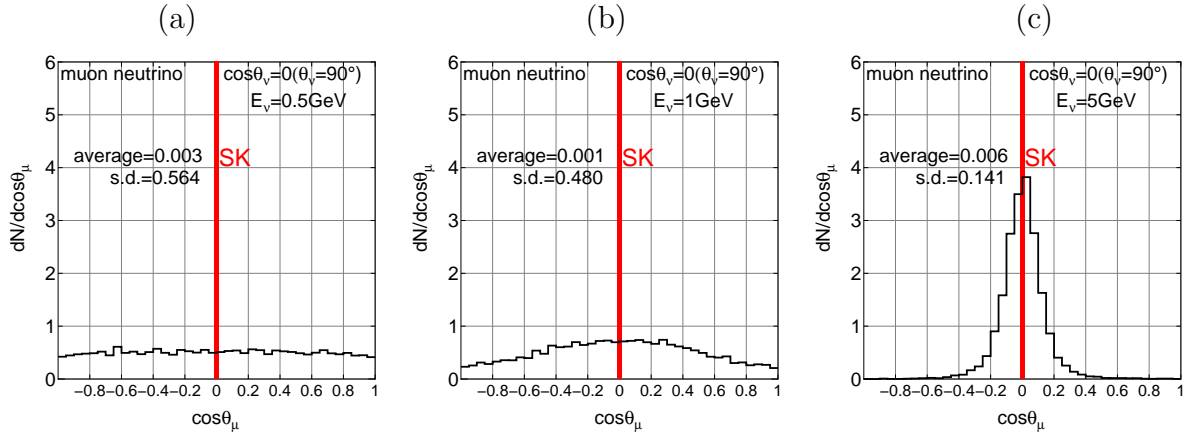 (a)
(b)
(c)
muon neutrino
cosθν=0(θν=90°)
Eν=0.5GeV
average=0.003
s.d.=0.564
SK
dN/dcosθμ
6
5
4
3
2
1
0
−0.8−0.6−0.4−0.2 0 0.2 0.4 0.6 0.8 1
cosθμ
muon neutrino
cosθν=0(θν=90°)
Eν=1GeV
average=0.001
s.d.=0.480
SK
dN/dcosθμ
6
5
4
3
2
1
0
−0.8−0.6−0.4−0.2 0 0.2 0.4 0.6 0.8 1
cosθμ
muon neutrino
cosθν=0(θν=90°)
Eν=5GeV
average=0.006
s.d.=0.141
SK
dN/dcosθμ
6
5
4
3
2
1
0
−0.8−0.6−0.4−0.2 0 0.2 0.4 0.6 0.8 1
cosθμ